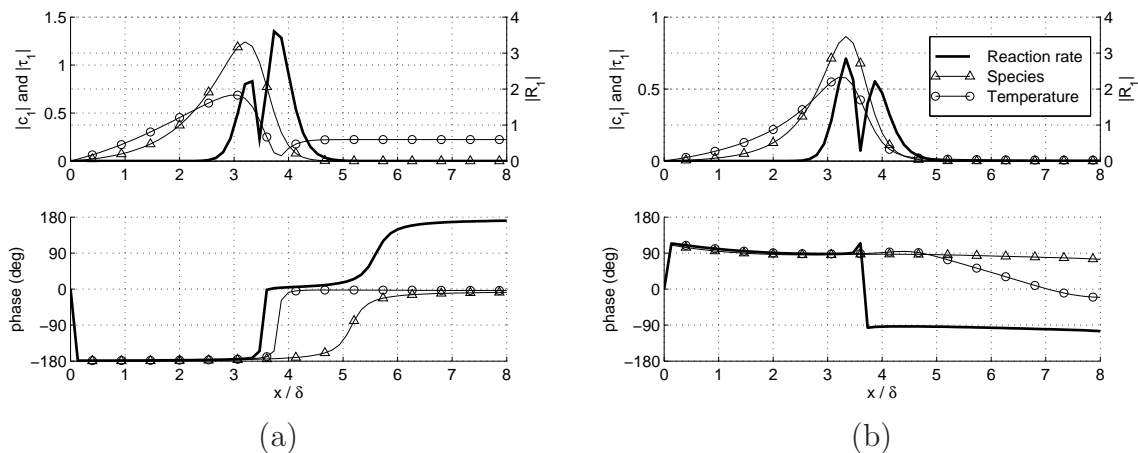 1.5
1
0.5
0
4
3
2
1
0
|c₁| and |τ₁|
|R₁|
0 1 2 3 4 5 6 7 8
180
90
0
−90
−180
phase (deg)
0 1 2 3 4 5 6 7 8
x / δ
(a)
1
0.5
0
4
3
2
1
0
|c₁| and |τ₁|
|R₁|
Reaction rate
Species
Temperature
0 1 2 3 4 5 6 7 8
180
90
0
−90
−180
phase (deg)
0 1 2 3 4 5 6 7 8
x / δ
(b)